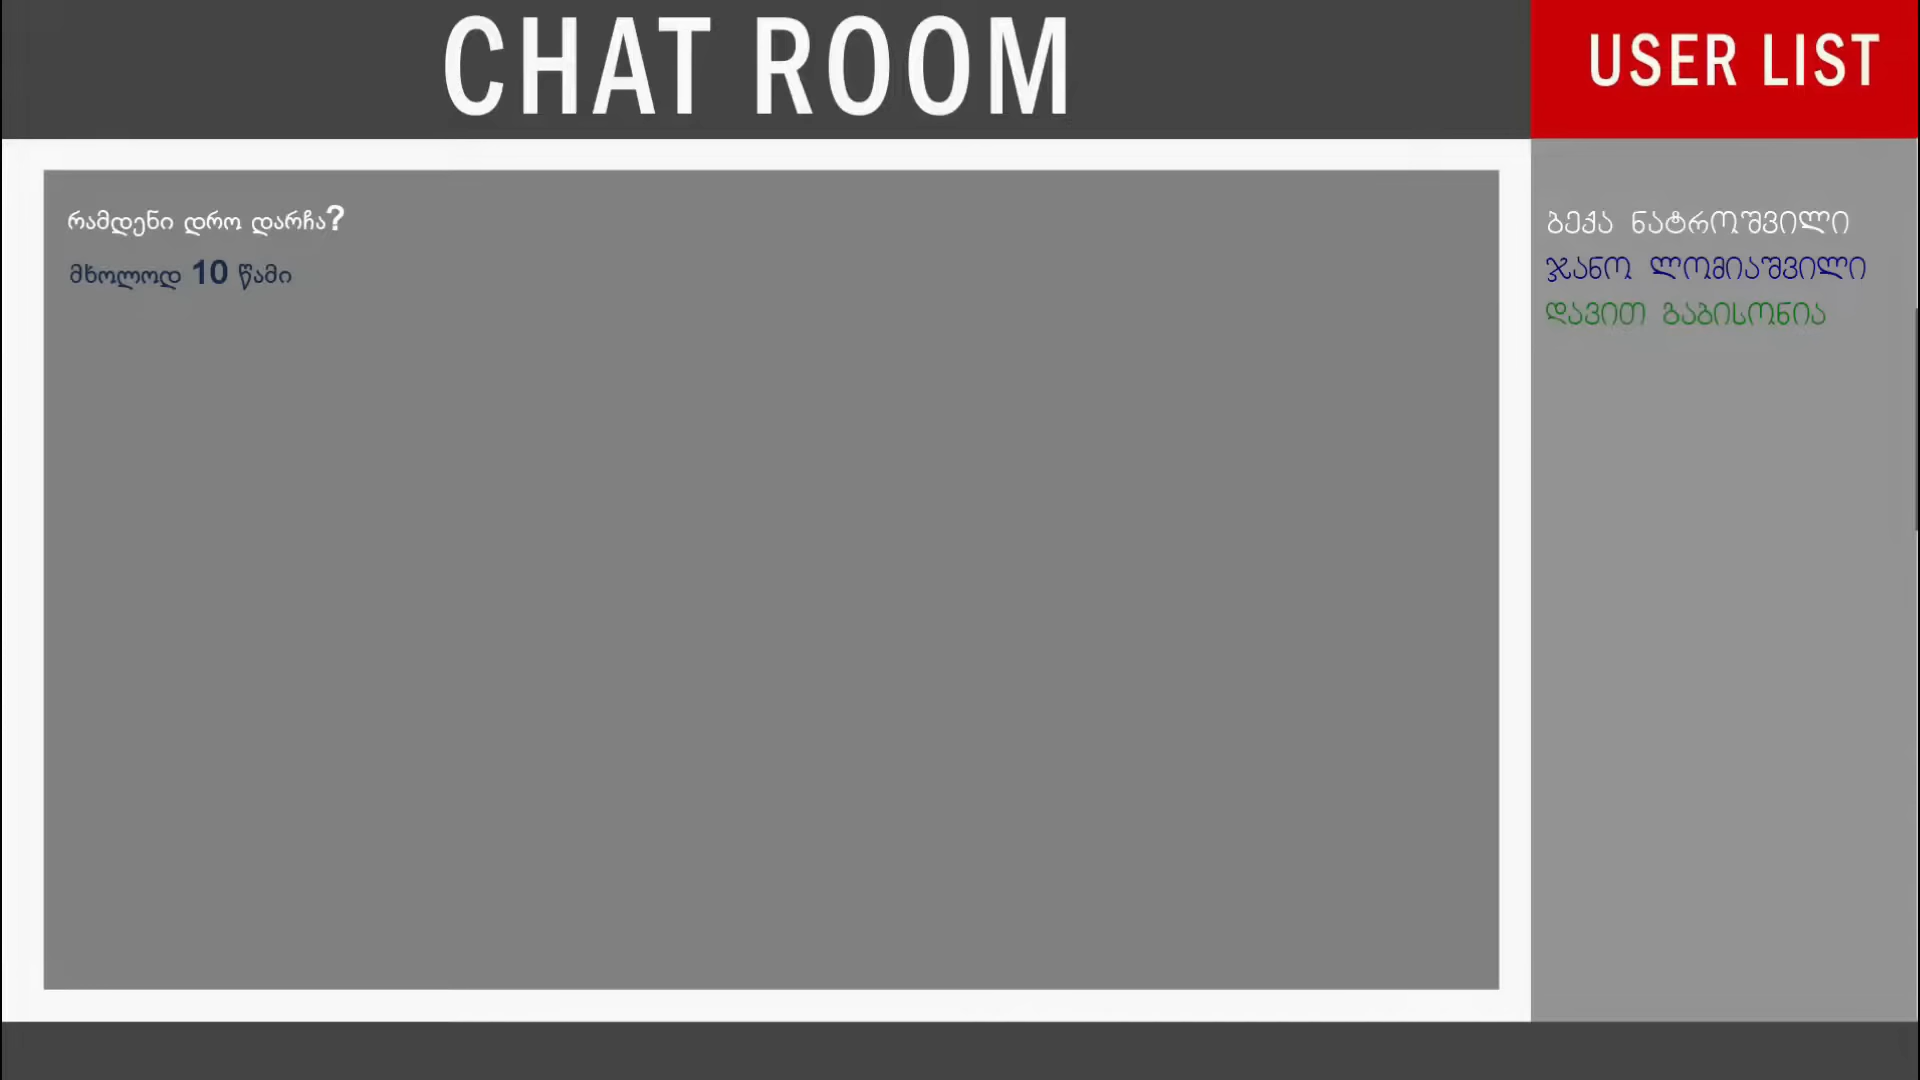 CHAT ROOM
USER LIST
რამდენი დრო დარჩა?
მხოლოდ 10 წამი
ბექა ნატროშვილი
ჯანო ლომიაშვილი
დავით გაბისონია